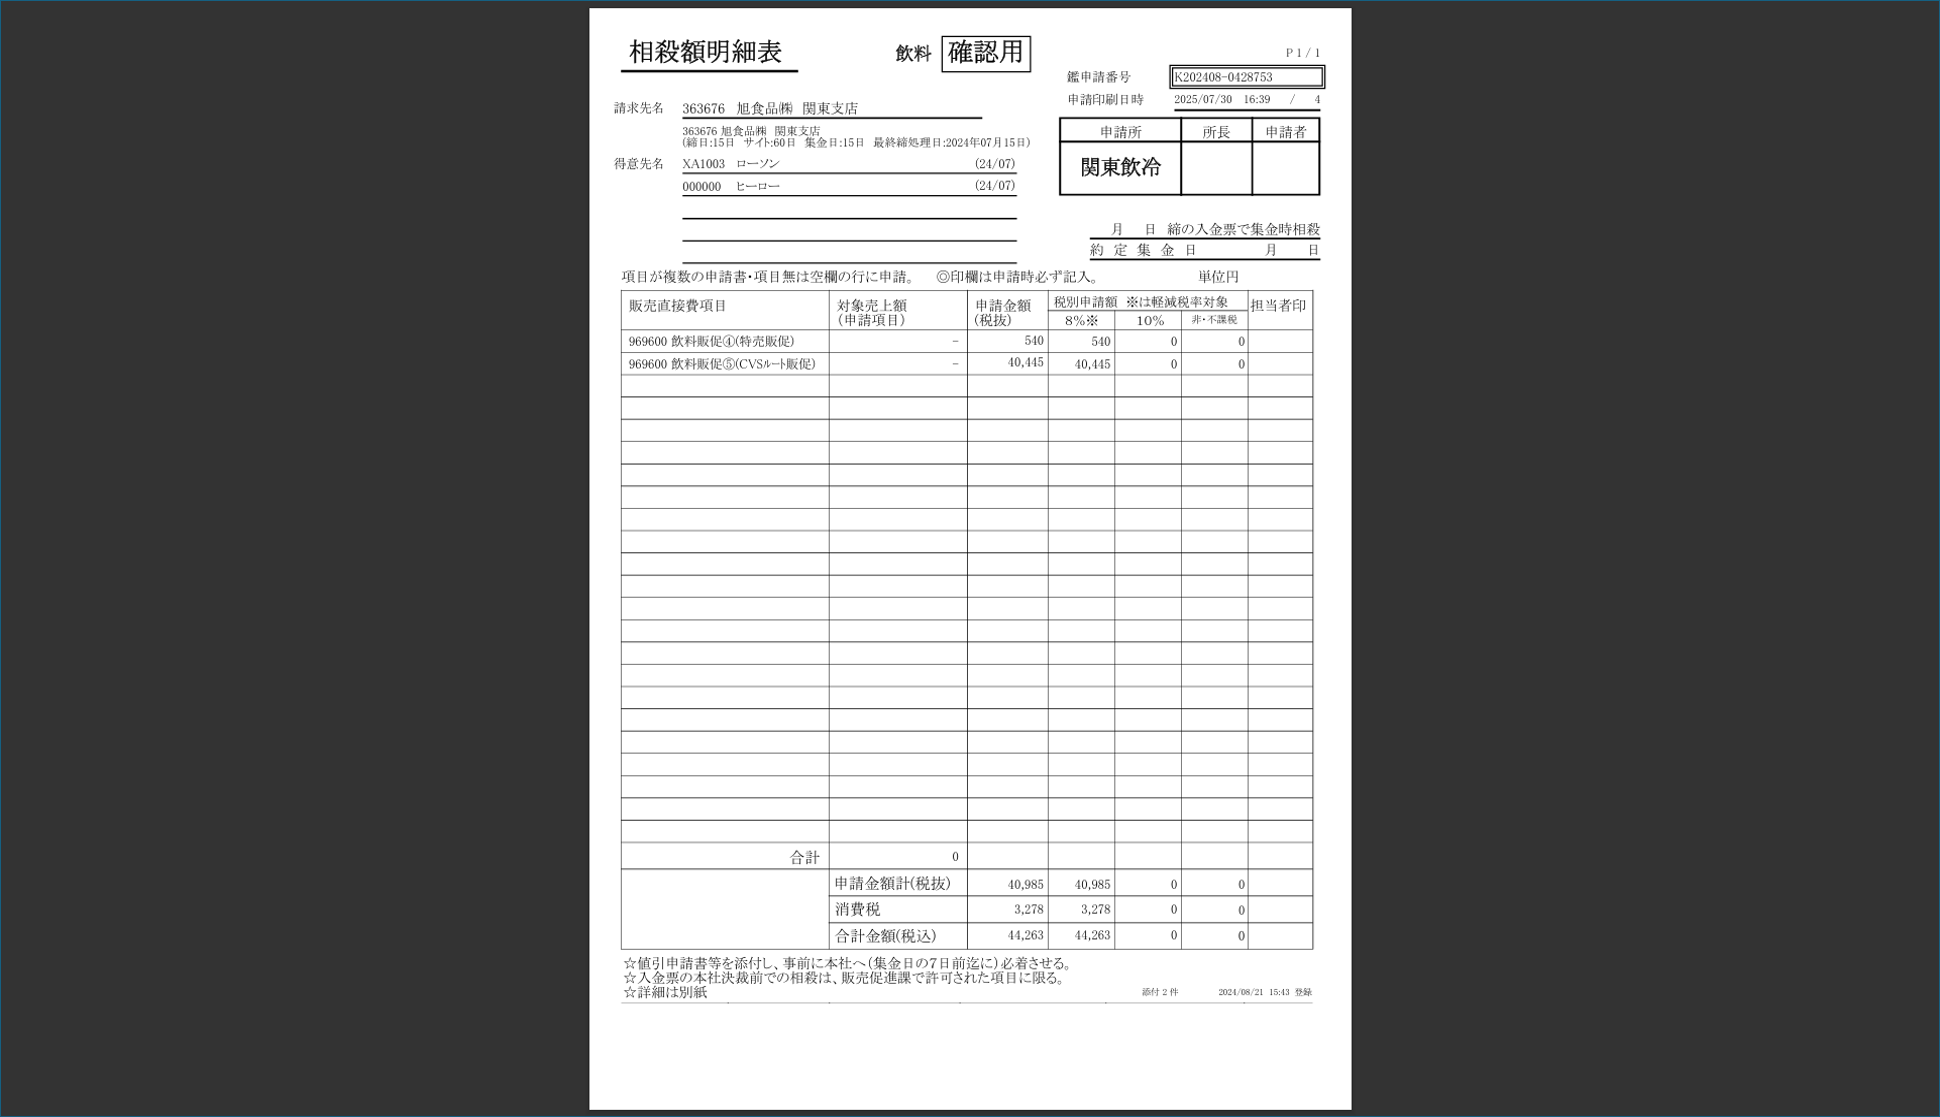 相殺額明細表 飲料 確認用
P 1 / 1
鑑申請番号 K202408-0428753
申請印刷日時 2025/07/30 16:39 / 4
請求先名 363676 旭食品㈱ 関東支店
363676 旭食品㈱ 関東支店
(締日:15日 サイト:60日 集金日:15日 最終締処理日:2024年07月15日)
申請所 所長 申請者
関東飲冷
得意先名 XA1003 ローソン (24/07)
000000 ヒーロー (24/07)
月 日 締の入金票で集金時相殺
約定集金日 月 日
項目が複数の申請書・項目無は空欄の行に申請。 ◎印欄は申請時必ず記入。 単位円
販売直接費項目 対象売上額 申請金額 税別申請額 ※は軽減税率対象 担当者印
(申請項目) (税抜) 8%※ 10% 非・不課税
969600 飲料販促④(特売販促) − 540 540 0 0
969600 飲料販促⑤(CVSルート販促) − 40,445 40,445 0 0
合計 0
申請金額計(税抜) 40,985 40,985 0 0
消費税 3,278 3,278 0 0
合計金額(税込) 44,263 44,263 0 0
☆値引申請書等を添付し、事前に本社へ(集金日の7日前迄に)必着させる。
☆入金票の本社決裁前での相殺は、販売促進課で許可された項目に限る。
☆詳細は別紙 添付 2 件 2024/08/21 15:43 登録